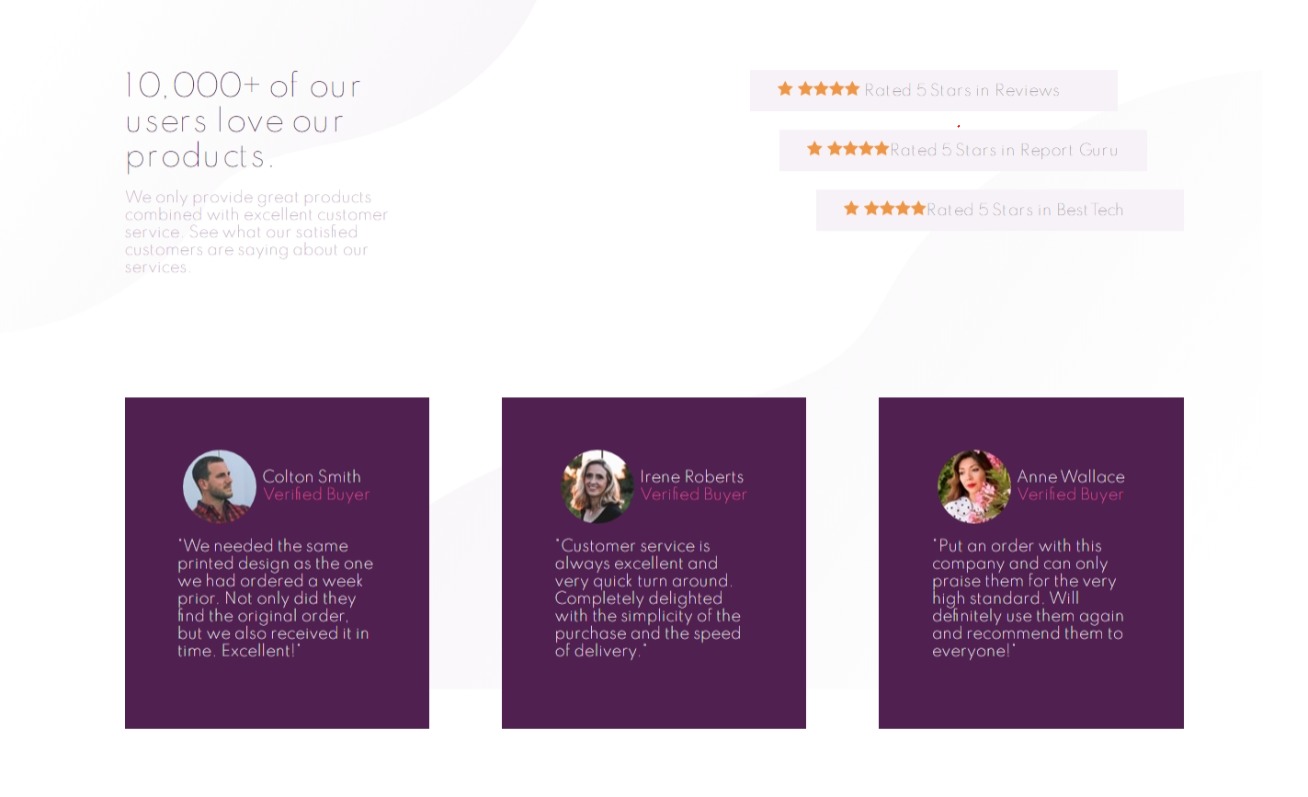 10,000+ of our
users love our
products.
We only provide great products
combined with excellent customer
service. See what our satisfied
customers are saying about our
services.
Rated 5 Stars in Reviews
Rated 5 Stars in Report Guru
Rated 5 Stars in Best Tech
Colton Smith
Verified Buyer
"We needed the same
printed design as the one
we had ordered a week
prior. Not only did they
find the original order,
but we also received it in
time. Excellent!"
Irene Roberts
Verified Buyer
"Customer service is
always excellent and
very quick turn around.
Completely delighted
with the simplicity of the
purchase and the speed
of delivery."
Anne Wallace
Verified Buyer
"Put an order with this
company and can only
praise them for the very
high standard. Will
definitely use them again
and recommend them to
everyone!"